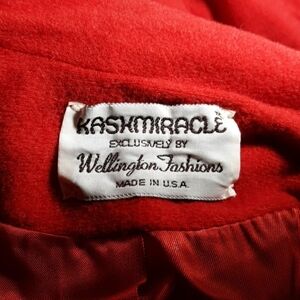 KASHMIRACLE
EXCLUSIVELY BY
Wellington Fashions
MADE IN U.S.A.